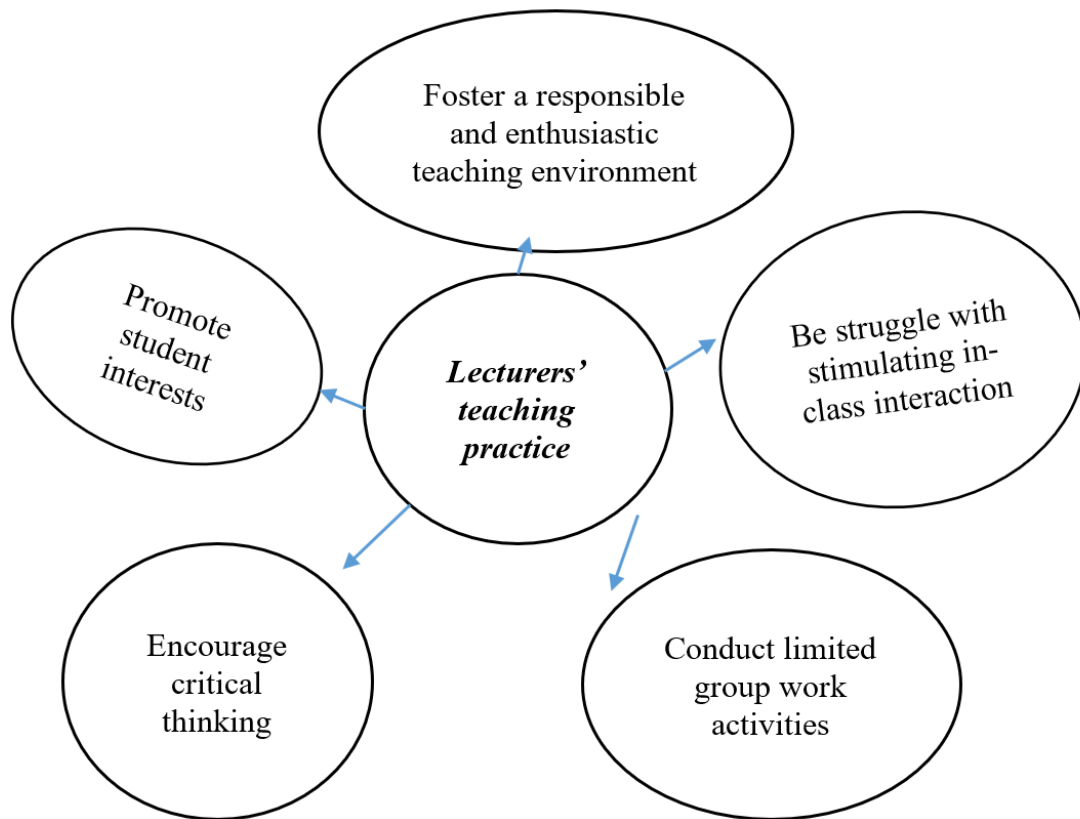 Foster a responsible
and enthusiastic
teaching environment
Promote
student
interests
Lecturers’
teaching
practice
Be struggle with
stimulating in-
class interaction
Encourage
critical
thinking
Conduct limited
group work
activities